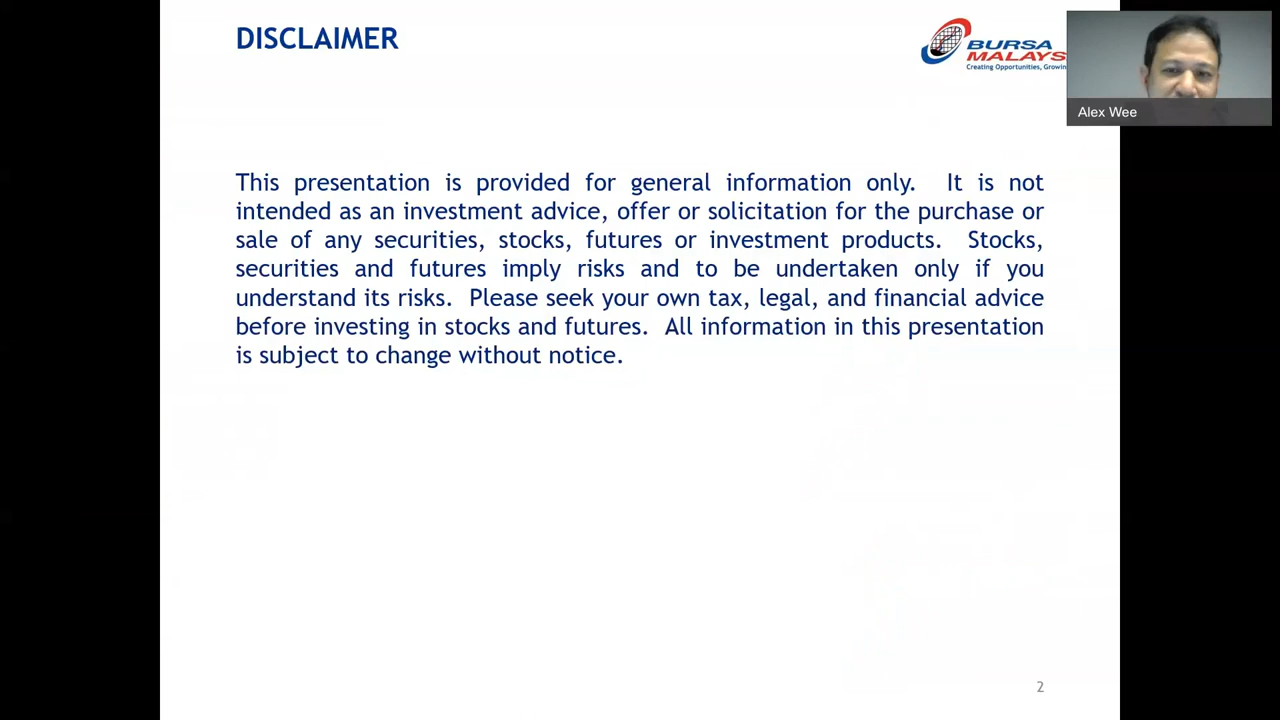 DISCLAIMER
BURSA
MALAYS
Creating Opportunities, Growin
Alex Wee
This presentation is provided for general information only. It is not
intended as an investment advice, offer or solicitation for the purchase or
sale of any securities, stocks, futures or investment products. Stocks,
securities and futures imply risks and to be undertaken only if you
understand its risks. Please seek your own tax, legal, and financial advice
before investing in stocks and futures. All information in this presentation
is subject to change without notice.
2